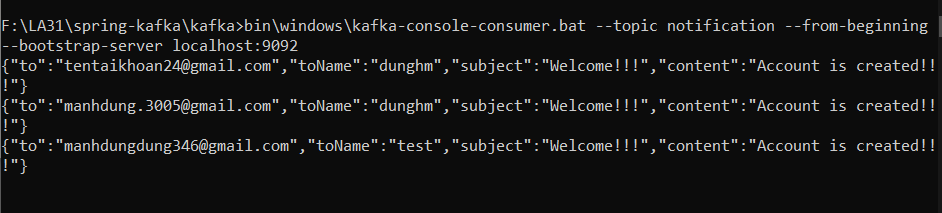 F:\LA31\spring-kafka\kafka>bin\windows\kafka-console-consumer.bat --topic notification --from-beginning
--bootstrap-server localhost:9092
{"to":"tentaikhoan24@gmail.com","toName":"dunghm","subject":"Welcome!!!","content":"Account is created!!
!"}
{"to":"manhdung.3005@gmail.com","toName":"dunghm","subject":"Welcome!!!","content":"Account is created!!
!"}
{"to":"manhdungdung346@gmail.com","toName":"test","subject":"Welcome!!!","content":"Account is created!!
!"}